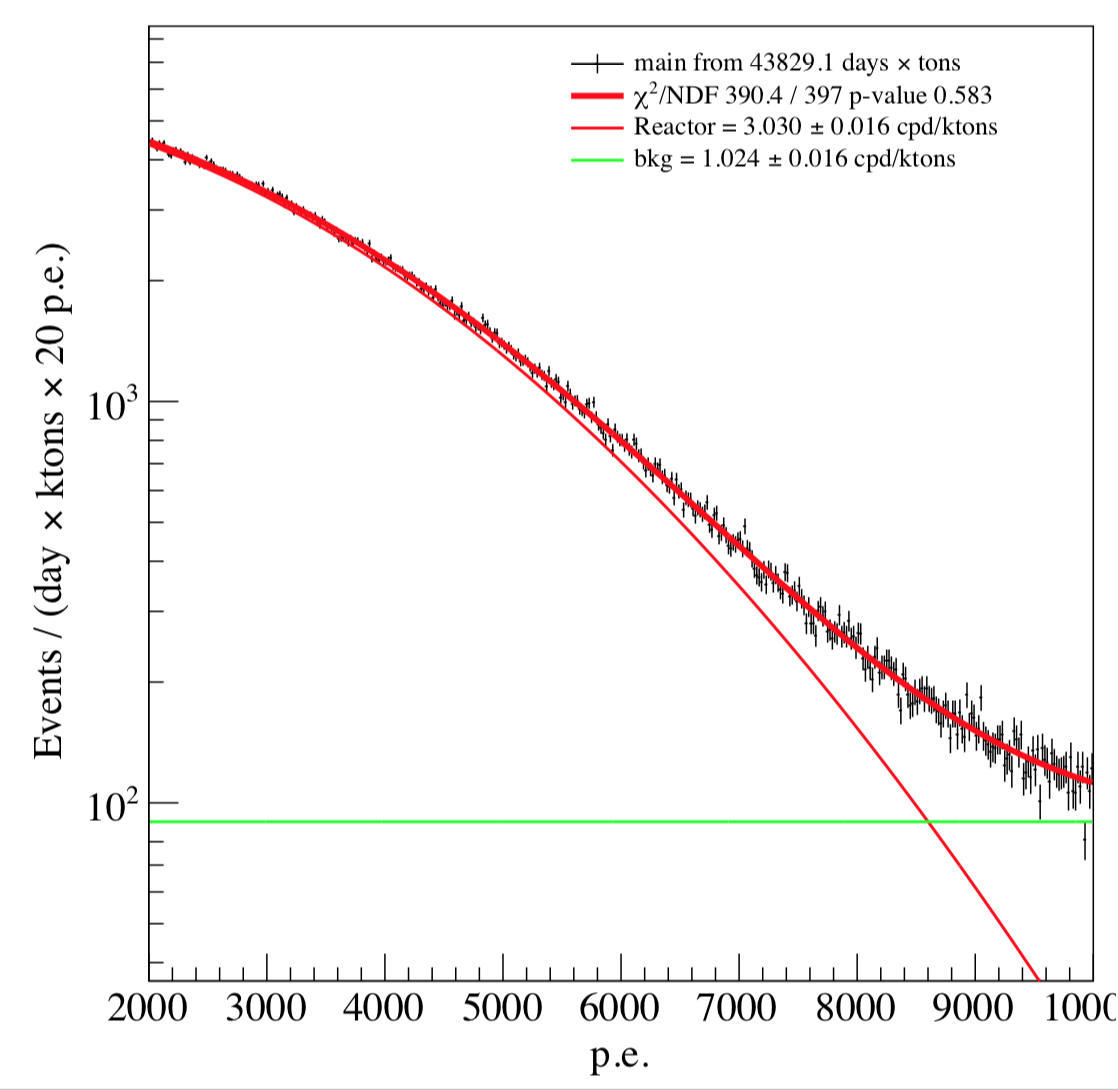 main from 43829.1 days × tons
χ²/NDF 390.4 / 397 p-value 0.583
Reactor = 3.030 ± 0.016 cpd/ktons
bkg = 1.024 ± 0.016 cpd/ktons
Events / (day × ktons × 20 p.e.)
10³
10²
2000 3000 4000 5000 6000 7000 8000 9000 1000
p.e.